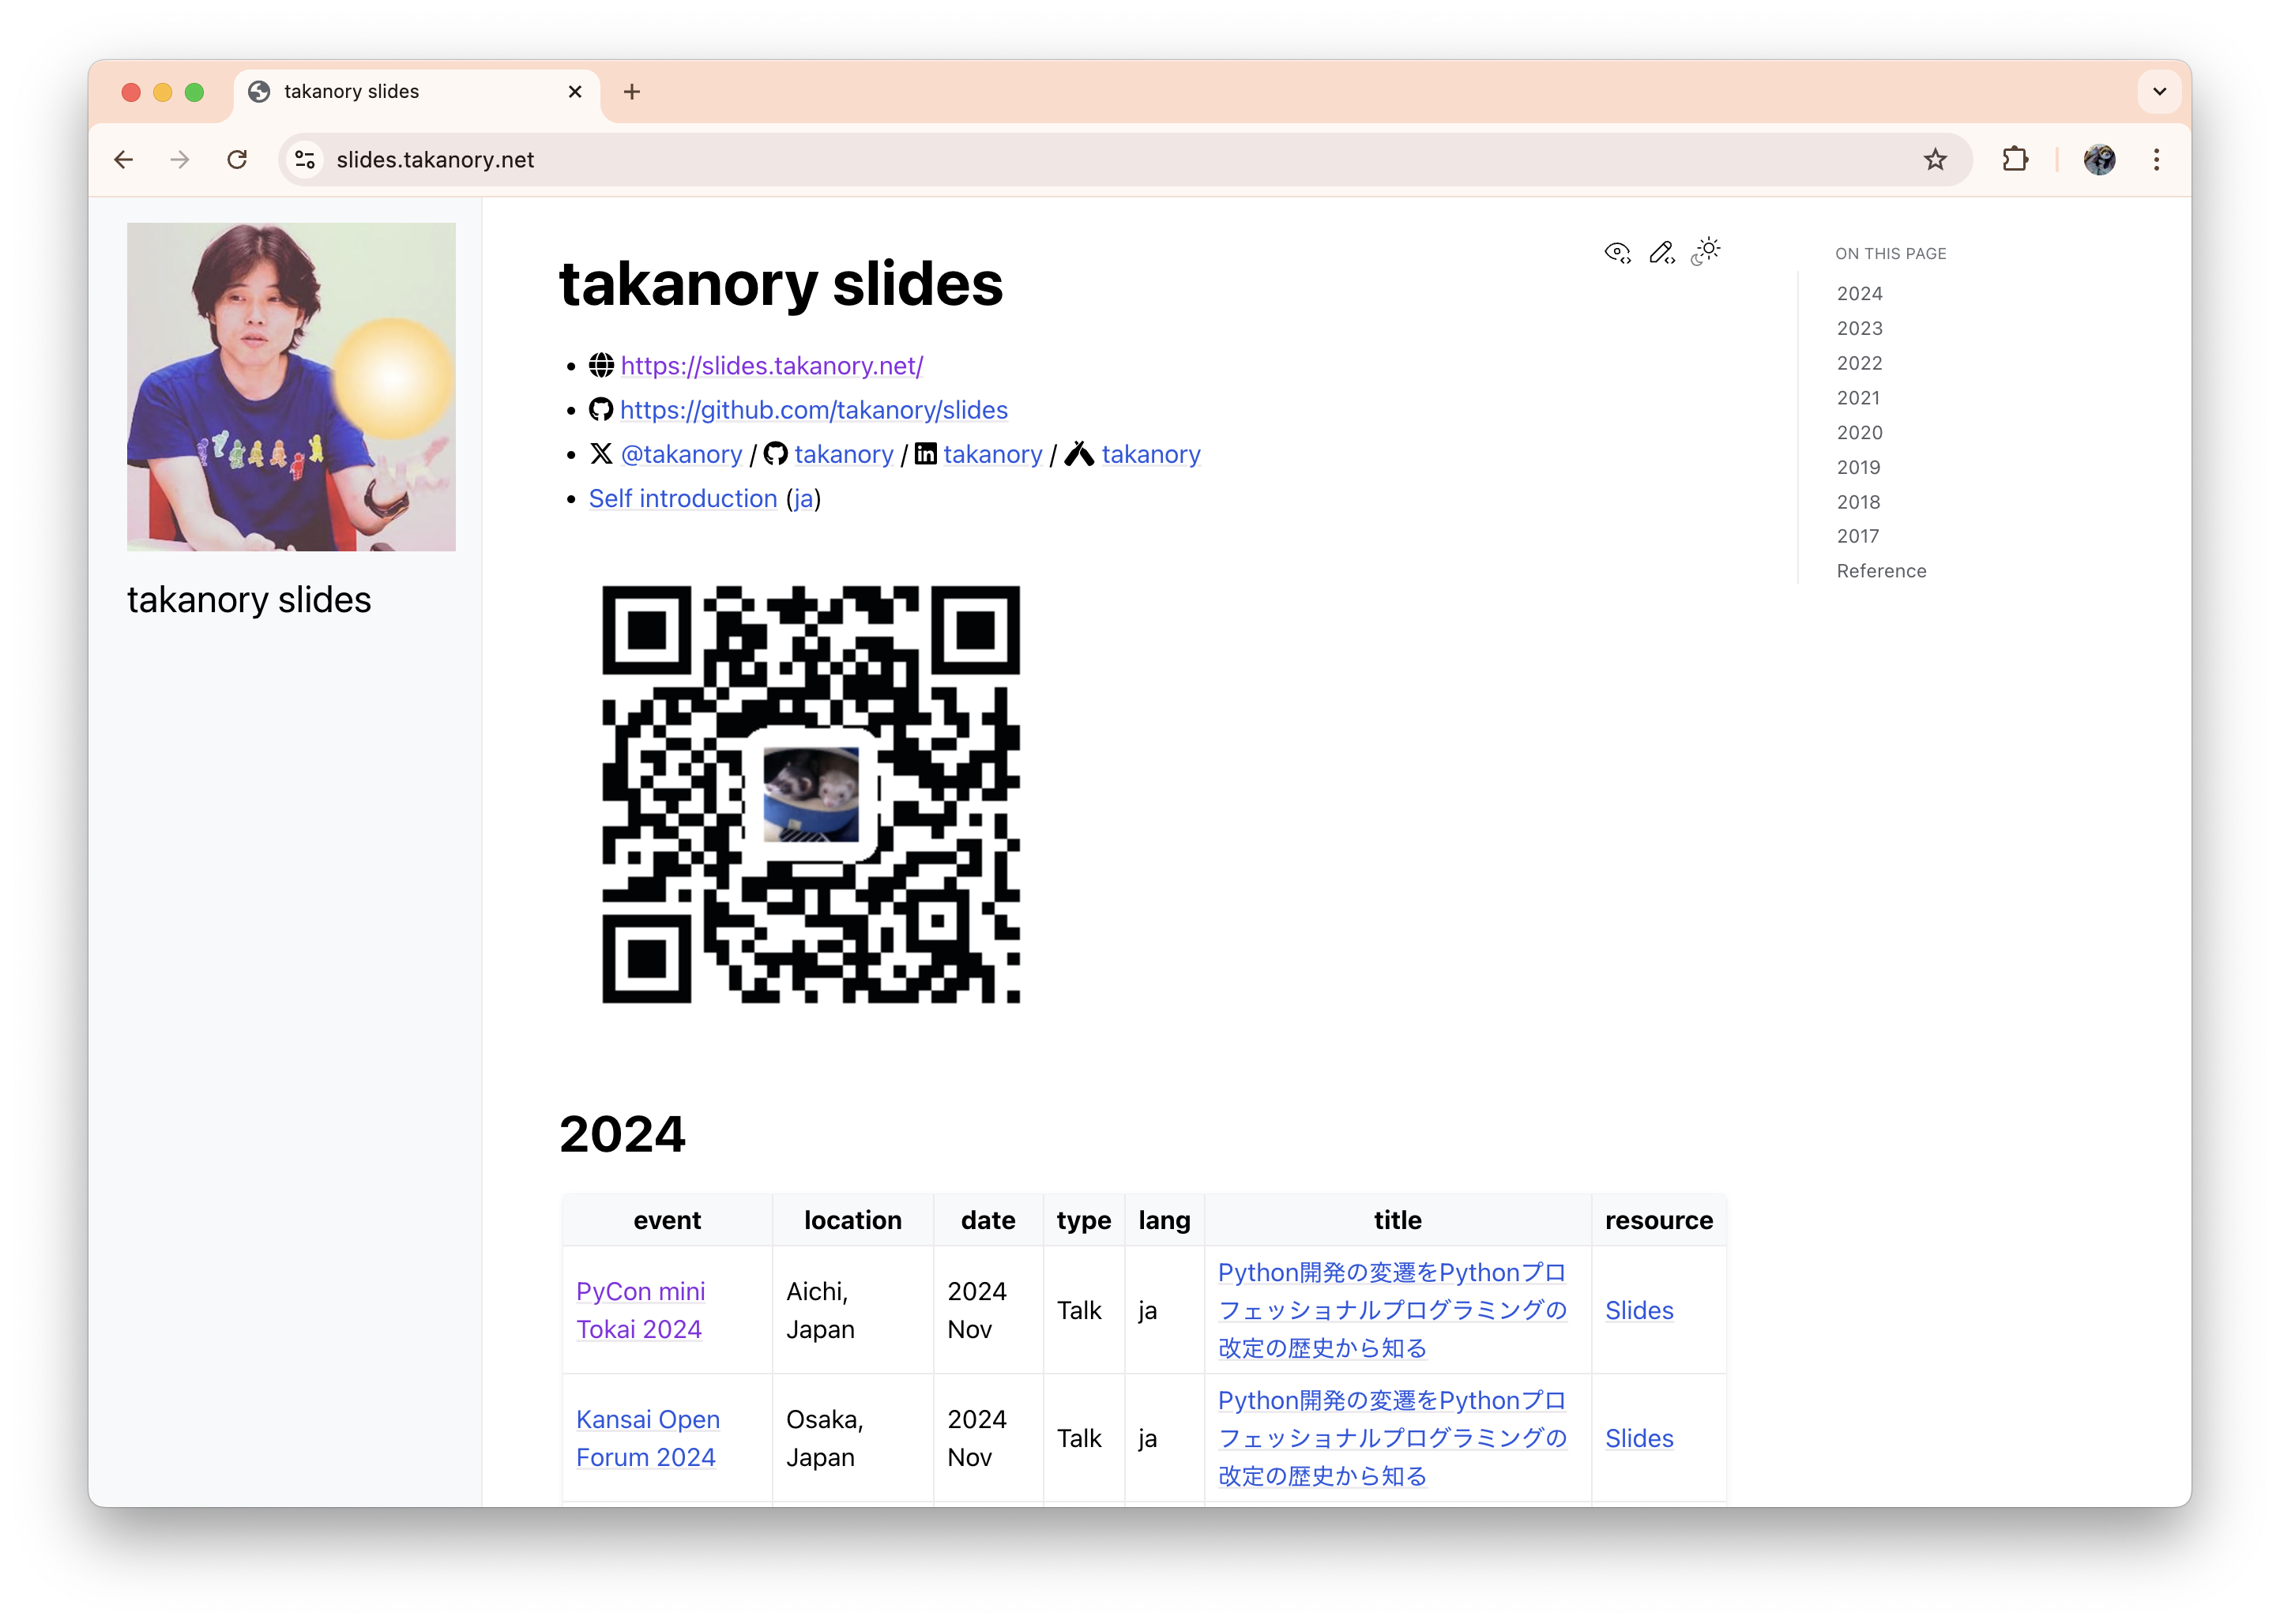 takanory slides
slides.takanory.net
takanory slides
takanory slides
https://slides.takanory.net/
https://github.com/takanory/slides
@takanory / takanory / takanory / takanory
Self introduction (ja)
ON THIS PAGE
2024
2023
2022
2021
2020
2019
2018
2017
Reference
2024
event location date type lang title resource
PyCon mini
Tokai 2024
Aichi,
Japan
2024
Nov
Talk
ja
Python開発の変遷をPythonプロ
フェッショナルプログラミングの
改定の歴史から知る
Slides
Kansai Open
Forum 2024
Osaka,
Japan
2024
Nov
Talk
ja
Python開発の変遷をPythonプロ
フェッショナルプログラミングの
改定の歴史から知る
Slides